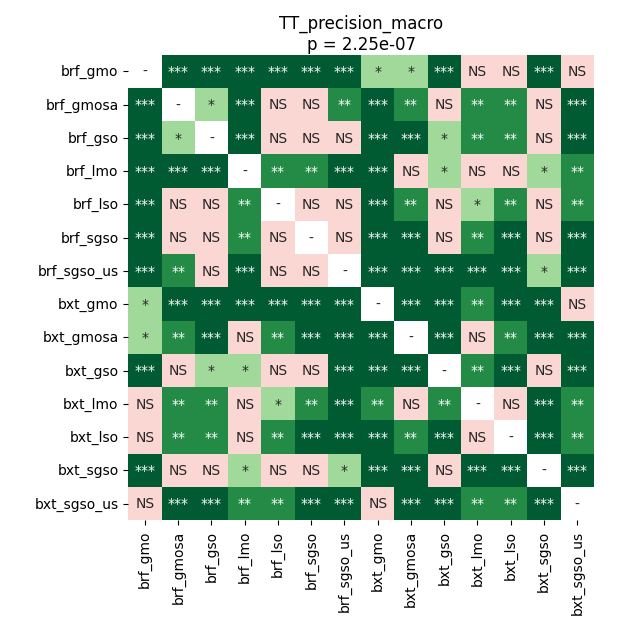 TT_precision_macro
p = 2.25e-07
brf_gmo - *** *** *** *** *** *** * * *** NS NS *** NS
brf_gmosa *** - * *** NS NS ** *** ** NS ** ** NS ***
brf_gso *** * - *** NS NS NS *** *** * ** ** NS ***
brf_lmo *** *** *** - ** ** *** *** NS * NS NS * **
brf_lso *** NS NS ** - NS NS *** ** NS * ** NS **
brf_sgso *** NS NS ** NS - NS *** *** NS ** *** NS ***
brf_sgso_us *** ** NS *** NS NS - *** *** *** *** *** * ***
bxt_gmo * *** *** *** *** *** *** - *** *** ** *** *** NS
bxt_gmosa * ** *** NS ** *** *** *** - *** NS ** *** ***
bxt_gso *** NS * * NS NS *** *** *** - ** *** NS ***
bxt_lmo NS ** ** NS * ** *** ** NS ** - NS *** **
bxt_lso NS ** ** NS ** *** *** *** ** *** NS - *** **
bxt_sgso *** NS NS * NS NS * *** *** NS *** *** - ***
bxt_sgso_us NS *** *** ** ** *** *** NS *** *** ** ** *** -
brf_gmo brf_gmosa brf_gso brf_lmo brf_lso brf_sgso brf_sgso_us bxt_gmo bxt_gmosa bxt_gso bxt_lmo bxt_lso bxt_sgso bxt_sgso_us